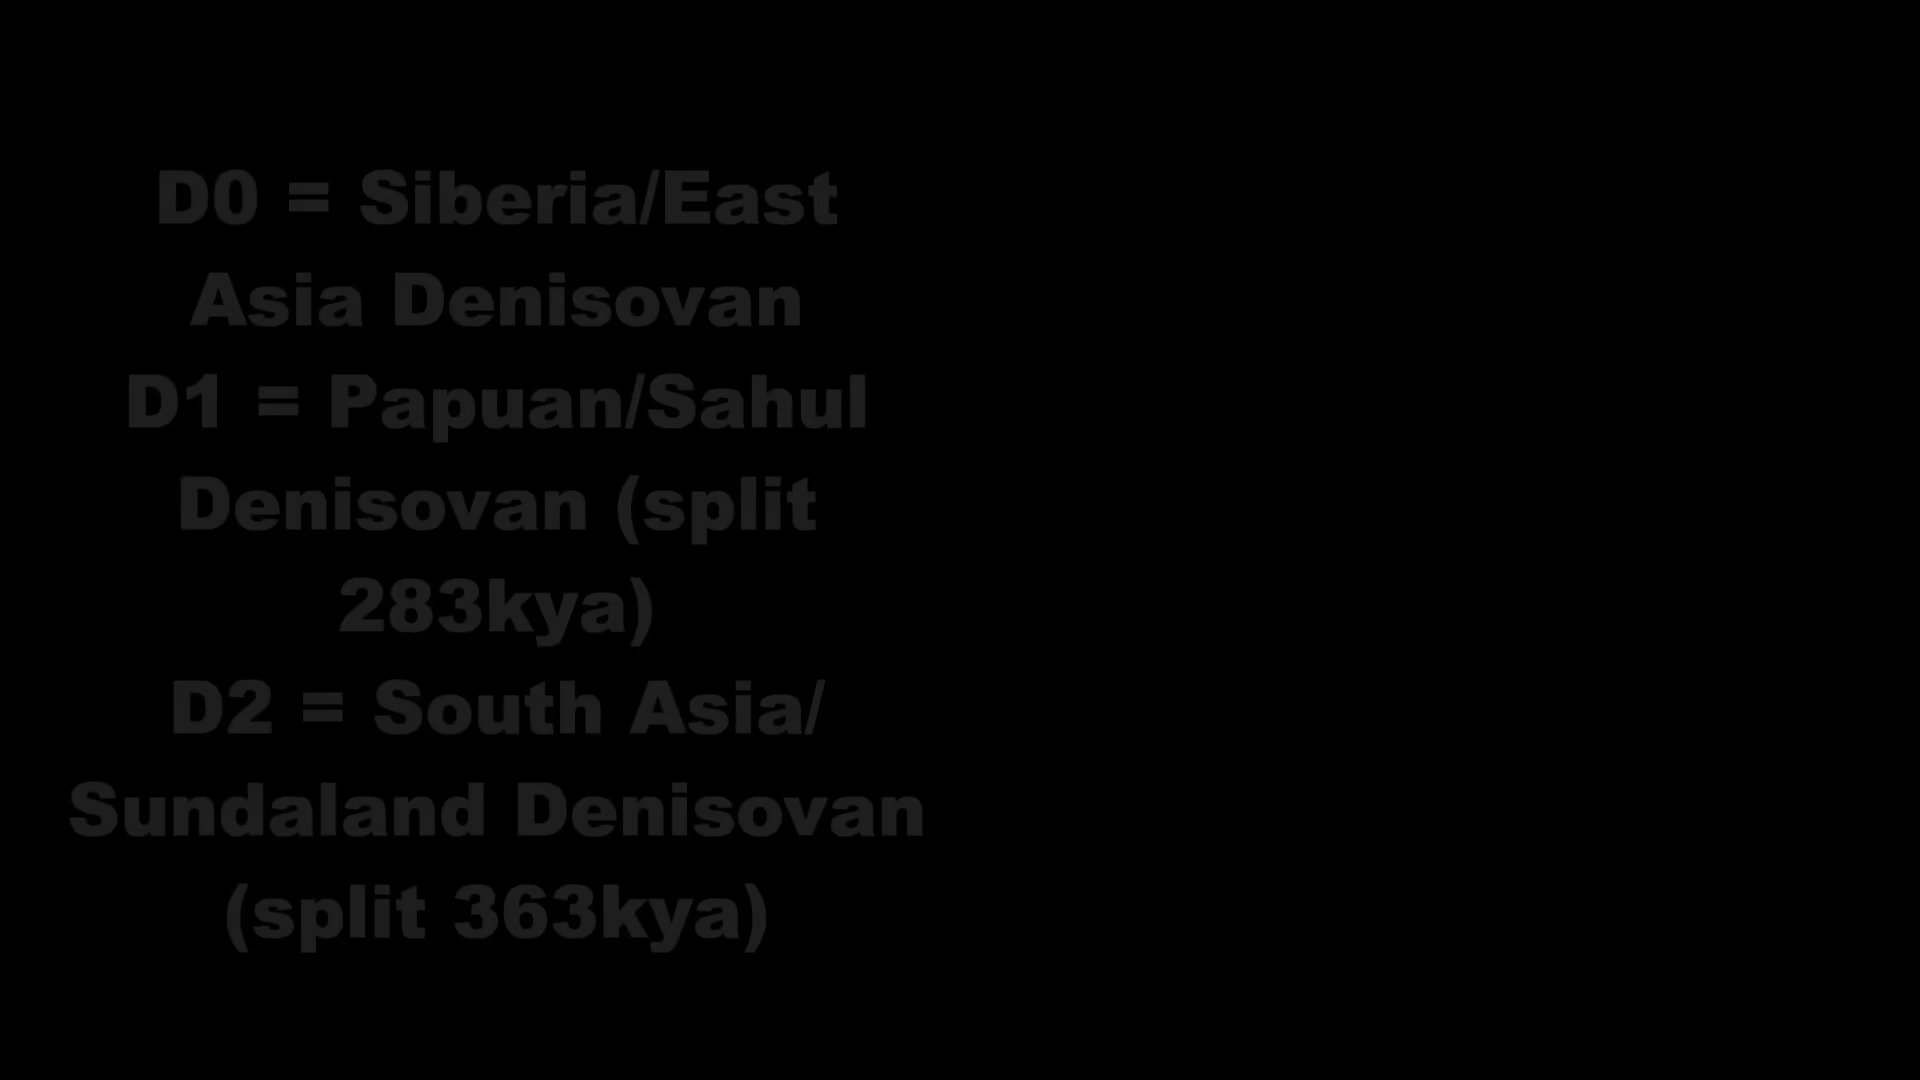 D0 = Siberia/East
Asia Denisovan
D1 = Papuan/Sahul
Denisovan (split
283kya)
D2 = South Asia/
Sundaland Denisovan
(split 363kya)